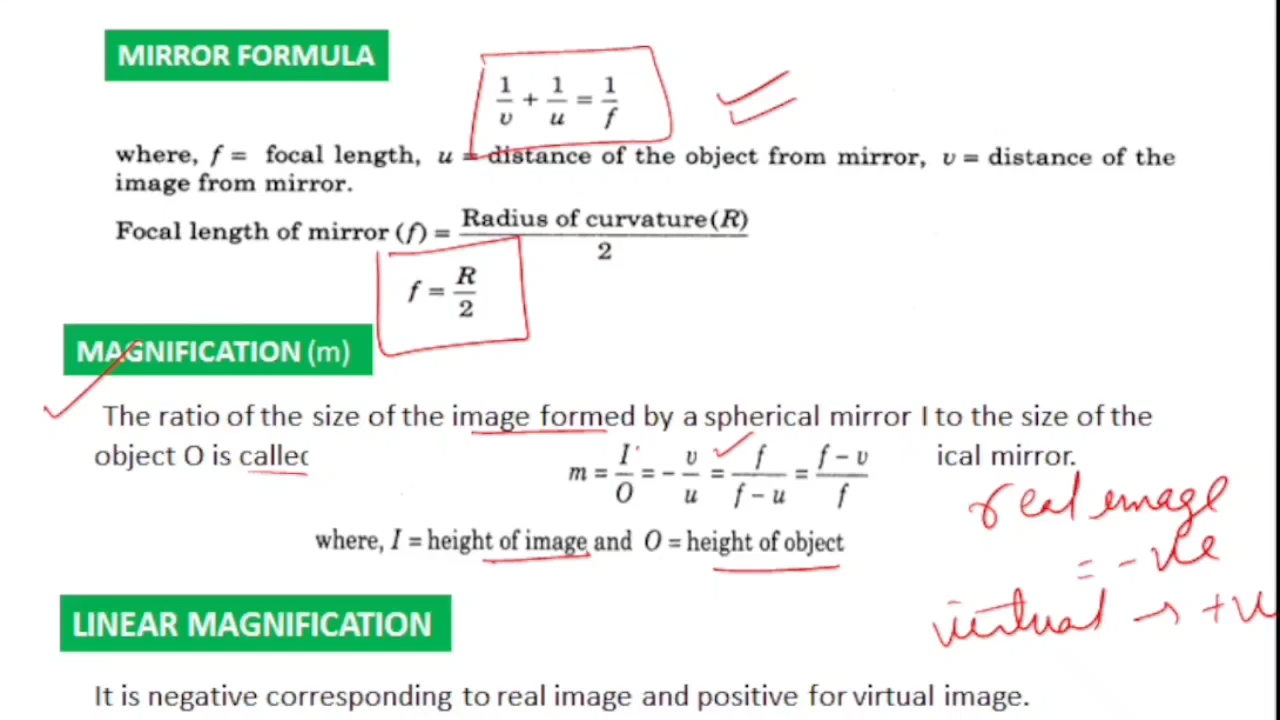 MIRROR FORMULA
1/v + 1/u = 1/f
where, f = focal length, u = distance of the object from mirror, v = distance of the
image from mirror.
Focal length of mirror (f) = Radius of curvature (R)/2
f = R/2
MAGNIFICATION (m)
The ratio of the size of the image formed by a spherical mirror I to the size of the
object O is called
ical mirror.
m = I/O = - v/u = f/(f - u) = (f - v)/f
real image
= -ve
where, I = height of image and O = height of object
virtual → +v
LINEAR MAGNIFICATION
It is negative corresponding to real image and positive for virtual image.